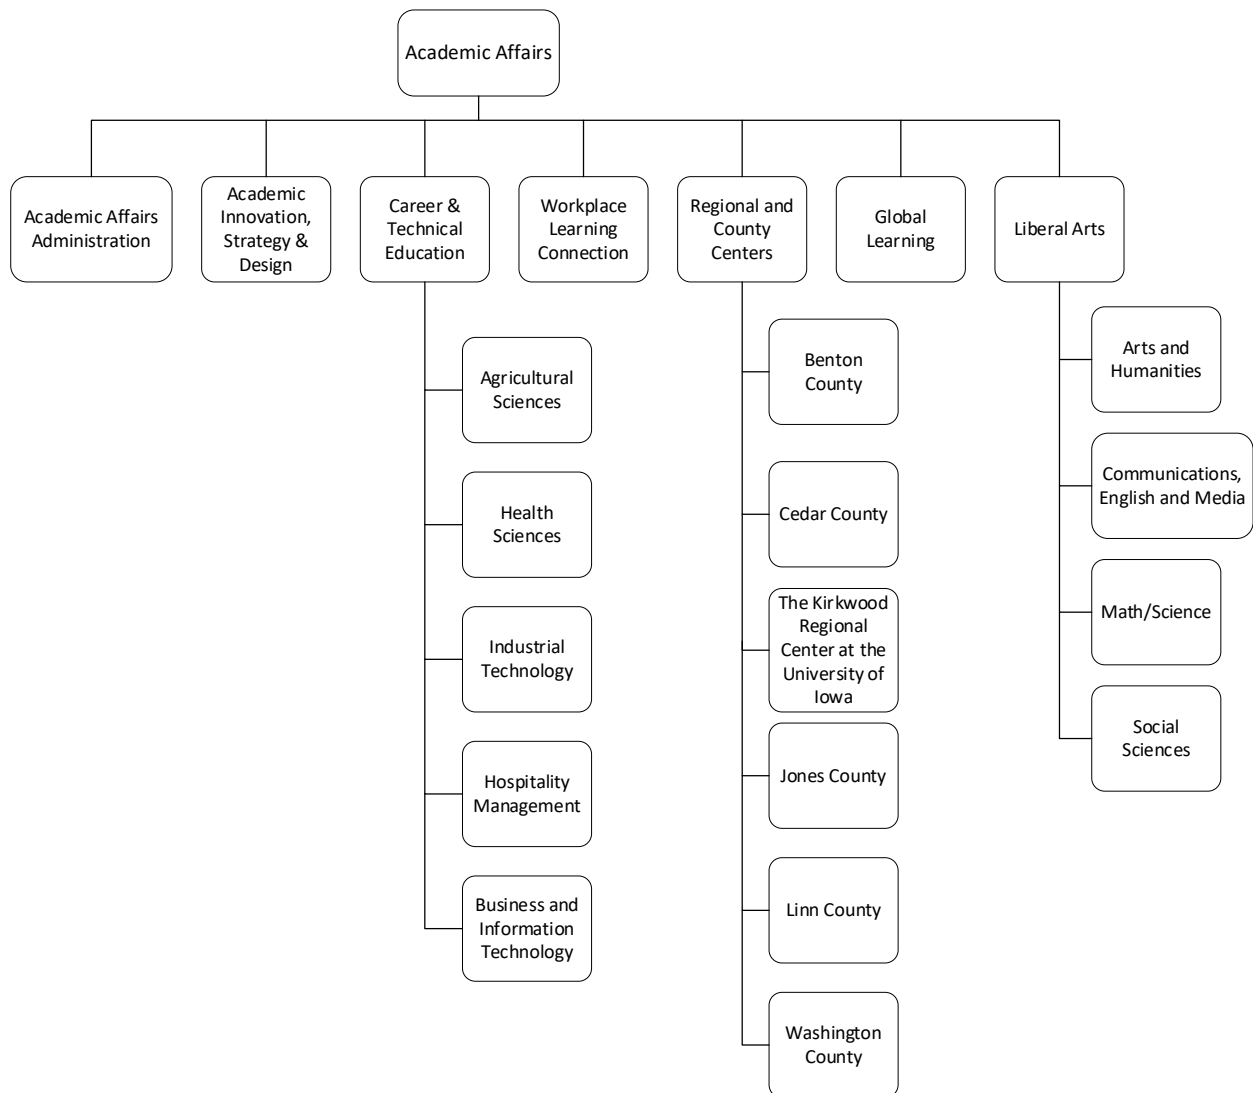 Academic Affairs
Academic Affairs
Administration
Academic
Innovation,
Strategy &
Design
Career &
Technical
Education
Workplace
Learning
Connection
Regional and
County
Centers
Global
Learning
Liberal Arts
Agricultural
Sciences
Health
Sciences
Industrial
Technology
Hospitality
Management
Business and
Information
Technology
Benton
County
Cedar County
The Kirkwood
Regional
Center at the
University of
Iowa
Jones County
Linn County
Washington
County
Arts and
Humanities
Communications,
English and Media
Math/Science
Social
Sciences